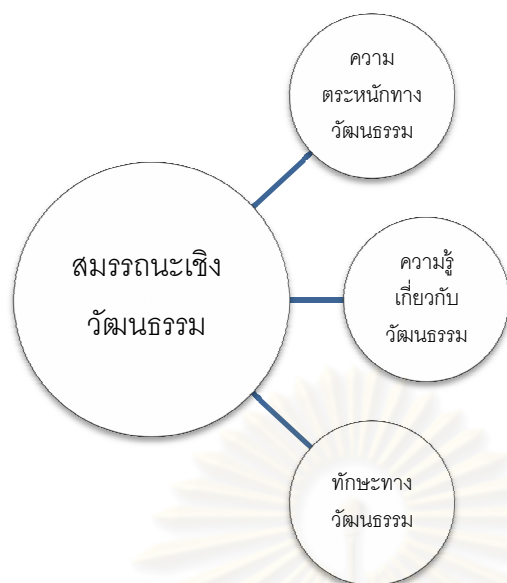 ความ
ตระหนักทาง
วัฒนธรรม
สมรรถนะเชิง
วัฒนธรรม
ความรู้
เกี่ยวกับ
วัฒนธรรม
ทักษะทาง
วัฒนธรรม